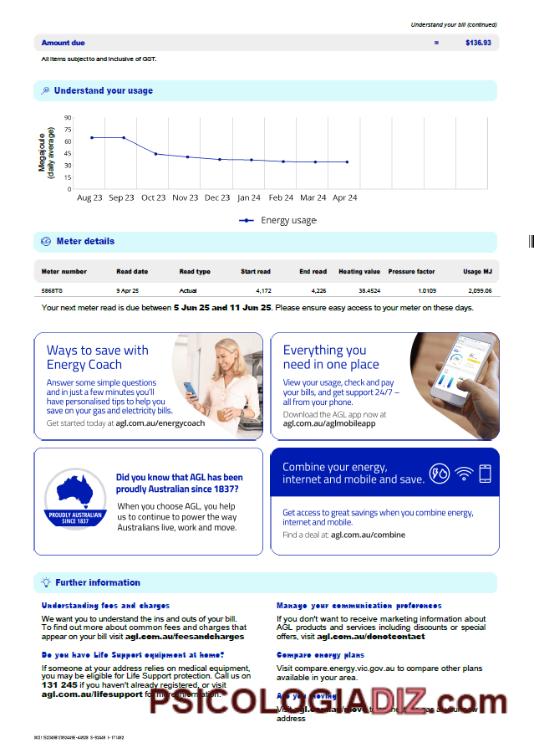 Understand your bill (continued)
Amount due = $136.93
All items subject to and inclusive of GST.
Understand your usage
Megajoule
(daily average)
90
75
60
45
30
15
0
Aug 23 Sep 23 Oct 23 Nov 23 Dec 23 Jan 24 Feb 24 Mar 24 Apr 24
Energy usage
Meter details
Meter number Read date Read type Start read End read Heating value Pressure factor Usage MJ
9 Apr 25 Actual 4,172 4,226 38.4524 1.0109 2,099.06
Your next meter read is due between 5 Jun 25 and 11 Jun 25. Please ensure easy access to your meter on these days.
Ways to save with
Energy Coach
Answer some simple questions
and in just a few minutes you'll
have personalised tips to help you
save on your gas and electricity bills.
Get started today at agl.com.au/energycoach
Everything you
need in one place
View your usage, check and pay
your bills, and get support 24/7 –
all from your phone.
Download the AGL app now at
agl.com.au/aglmobileapp
PROUDLY AUSTRALIAN
SINCE 1837
Did you know that AGL has been
proudly Australian since 1837?
When you choose AGL, you help
us to continue to power the way
Australians live, work and move.
Combine your energy,
internet and mobile and save.
Get access to great savings when you combine energy,
internet and mobile.
Find a deal at agl.com.au/combine
Further information
Understanding fees and charges
We want you to understand the ins and outs of your bill.
To find out more about common fees and charges that
appear on your bill visit agl.com.au/feesandcharges
Do you have Life Support equipment at home?
If someone at your address relies on medical equipment,
you may be eligible for Life Support protection. Call us on
131 245 if you haven't already registered, or visit
agl.com.au/lifesupport for more information.
Manage your communication preferences
If you don't want to receive marketing information about
AGL products and services including discounts or special
offers, visit agl.com.au/donotcontact
Compare energy plans
Visit compare.energy.vic.gov.au to compare other plans
available in your area.
Are you moving
Visit agl.com.au/move to your new
address
PSICOLOGIADIZ.com